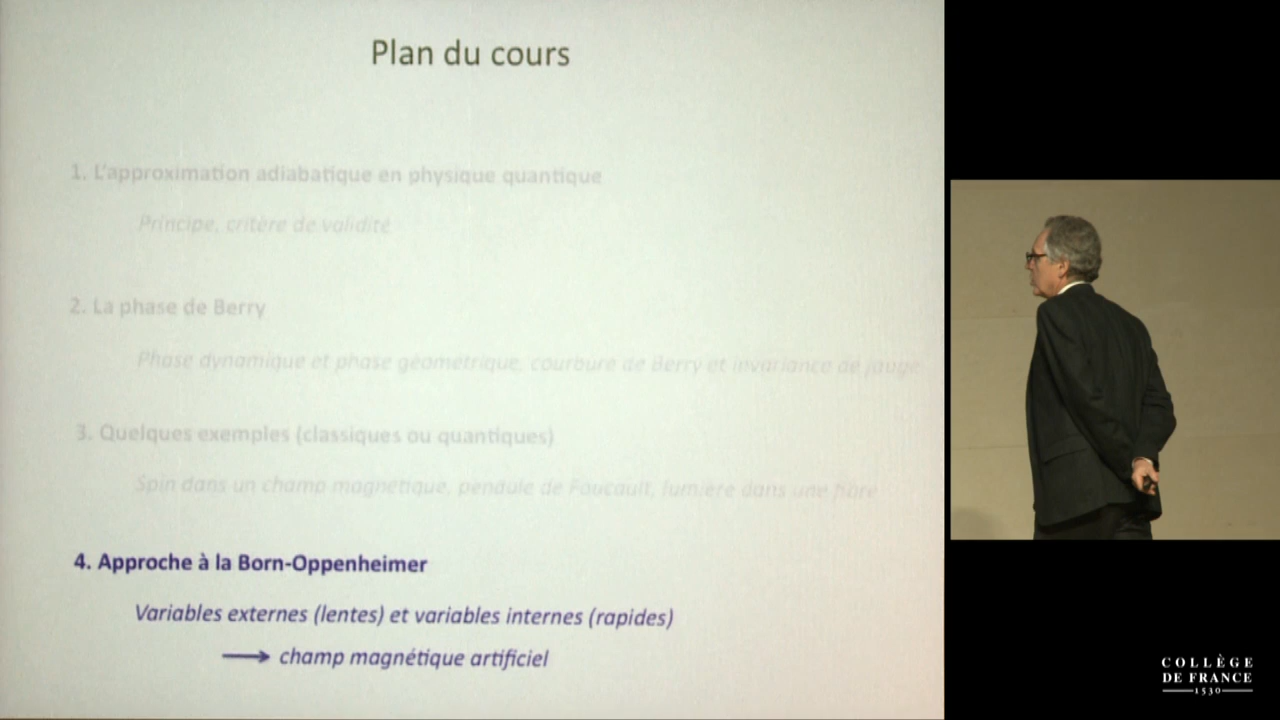 Plan du cours
1. L'approximation adiabatique en physique quantique
Principe, critère de validité
2. La phase de Berry
Phase dynamique et phase géométrique, courbure de Berry et invariance de jauge
3. Quelques exemples (classiques ou quantiques)
Spin dans un champ magnétique, pendule de Foucault, lumière dans une fibre
4. Approche à la Born-Oppenheimer
Variables externes (lentes) et variables internes (rapides)
→ champ magnétique artificiel
COLLÈGE
DE FRANCE
1530